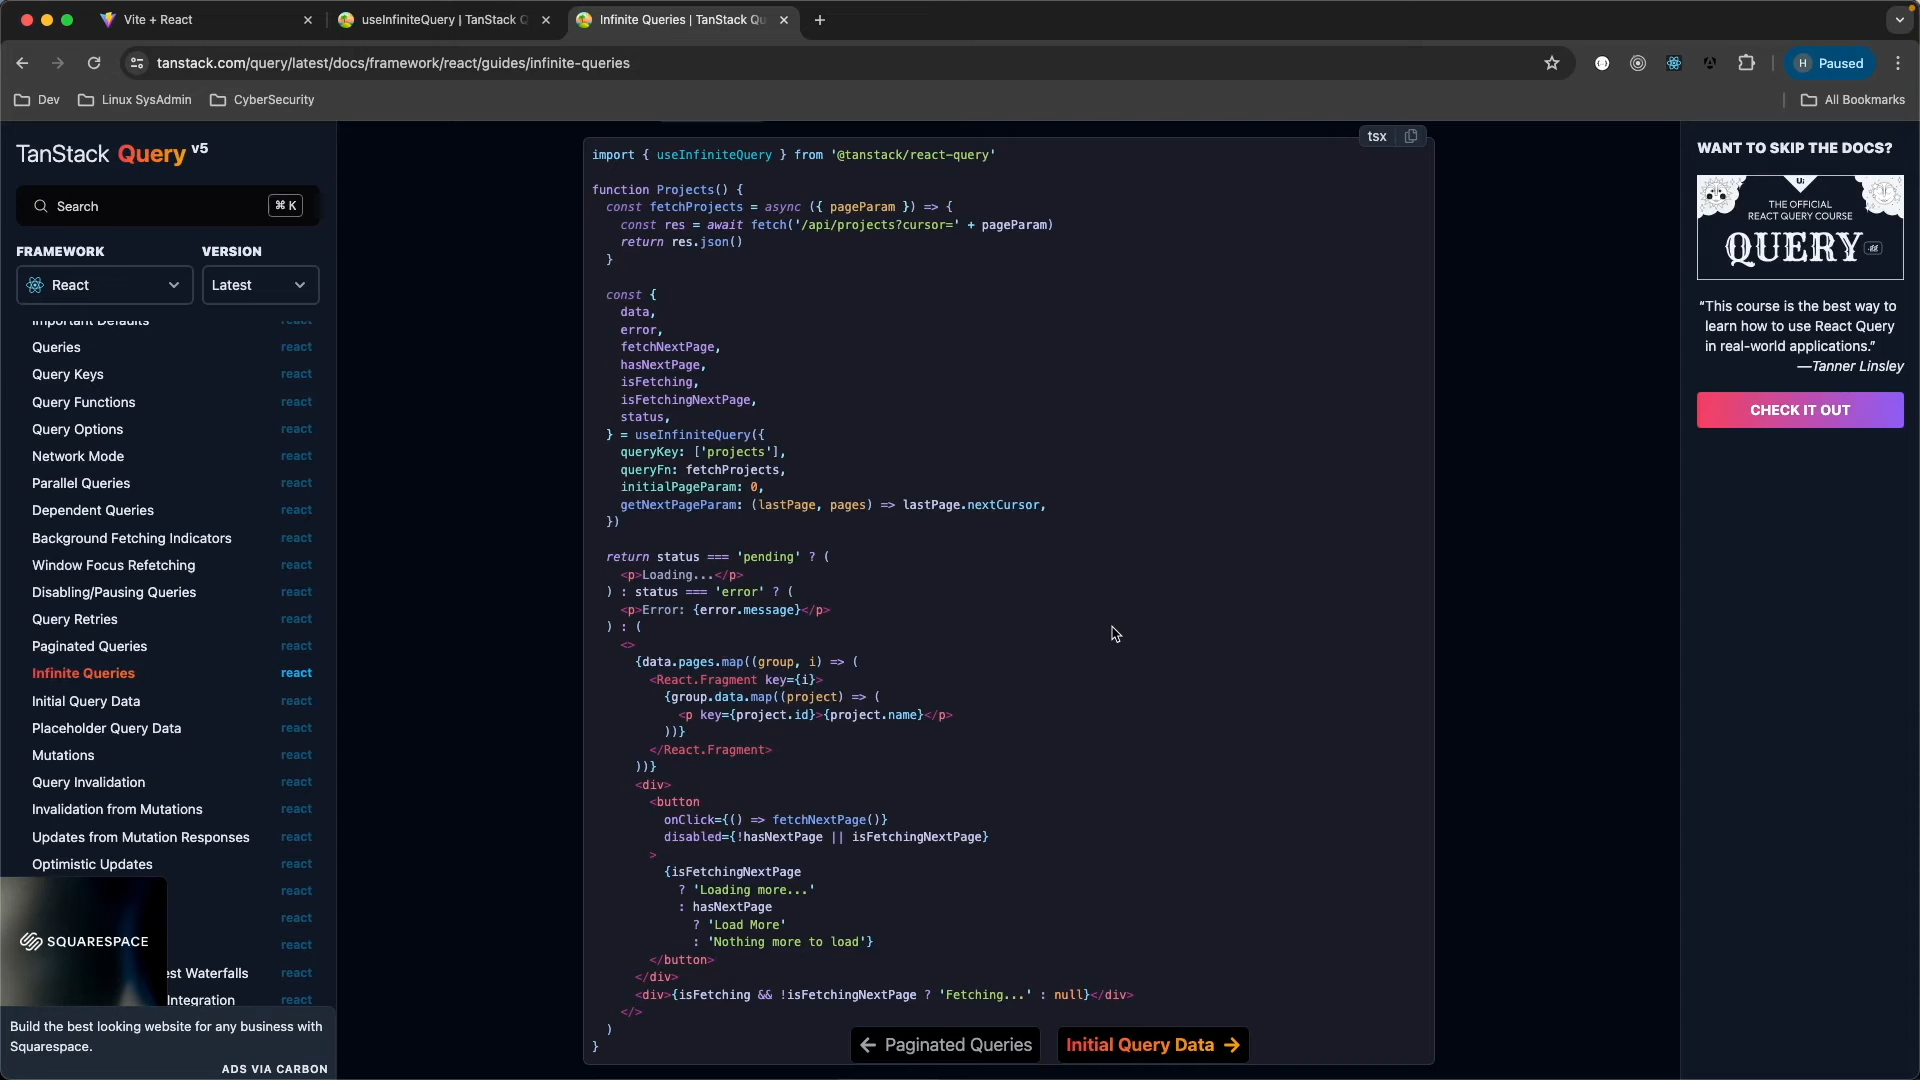 Vite + React
useInfiniteQuery | TanStack Q
Infinite Queries | TanStack Qu
tanstack.com/query/latest/docs/framework/react/guides/infinite-queries
H Paused
Dev
Linux SysAdmin
CyberSecurity
All Bookmarks
TanStack Query v5
Search
⌘ K
FRAMEWORK
VERSION
React
Latest
Important Defaults react
Queries react
Query Keys react
Query Functions react
Query Options react
Network Mode react
Parallel Queries react
Dependent Queries react
Background Fetching Indicators react
Window Focus Refetching react
Disabling/Pausing Queries react
Query Retries react
Paginated Queries react
Infinite Queries react
Initial Query Data react
Placeholder Query Data react
Mutations react
Query Invalidation react
Invalidation from Mutations react
Updates from Mutation Responses react
Optimistic Updates react
react
react
react
est Waterfalls react
Integration react
SQUARESPACE
Build the best looking website for any business with
Squarespace.
ADS VIA CARBON
tsx
import { useInfiniteQuery } from '@tanstack/react-query'
function Projects() {
const fetchProjects = async ({ pageParam }) => {
const res = await fetch('/api/projects?cursor=' + pageParam)
return res.json()
}
const {
data,
error,
fetchNextPage,
hasNextPage,
isFetching,
isFetchingNextPage,
status,
} = useInfiniteQuery({
queryKey: ['projects'],
queryFn: fetchProjects,
initialPageParam: 0,
getNextPageParam: (lastPage, pages) => lastPage.nextCursor,
})
return status === 'pending' ? (
<p>Loading...</p>
) : status === 'error' ? (
<p>Error: {error.message}</p>
) : (
<>
{data.pages.map((group, i) => (
<React.Fragment key={i}>
{group.data.map((project) => (
<p key={project.id}>{project.name}</p>
))}
</React.Fragment>
))}
<div>
<button
onClick={() => fetchNextPage()}
disabled={!hasNextPage || isFetchingNextPage}
>
{isFetchingNextPage
? 'Loading more...'
: hasNextPage
? 'Load More'
: 'Nothing more to load'}
</button>
</div>
<div>{isFetching && !isFetchingNextPage ? 'Fetching...' : null}</div>
</>
)
}
← Paginated Queries
Initial Query Data →
WANT TO SKIP THE DOCS?
THE OFFICIAL
REACT QUERY COURSE
QUERY
“This course is the best way to
learn how to use React Query
in real-world applications.”
—Tanner Linsley
CHECK IT OUT